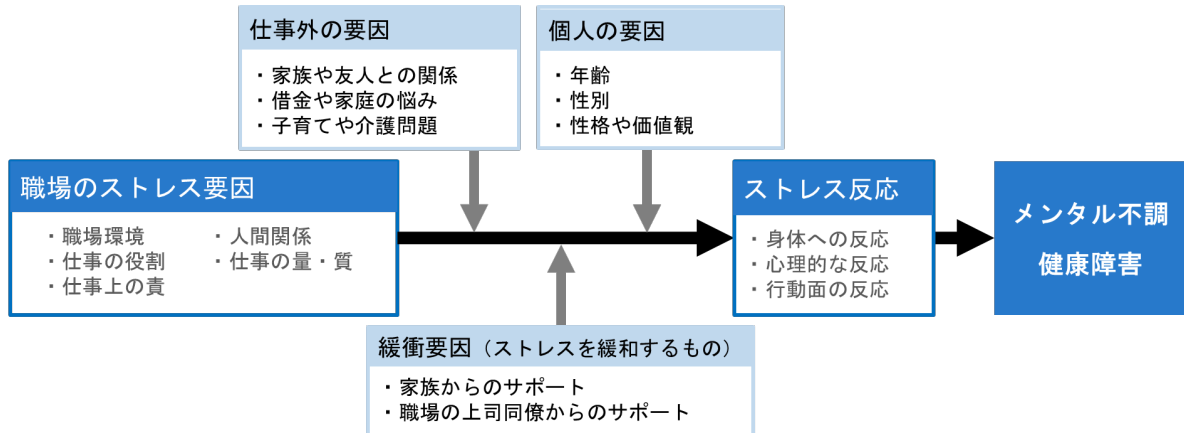 仕事外の要因
・家族や友人との関係
・借金や家庭の悩み
・子育てや介護問題
個人の要因
・年齢
・性別
・性格や価値観
職場のストレス要因
・職場環境
・仕事の役割
・仕事上の責
・人間関係
・仕事の量・質
ストレス反応
・身体への反応
・心理的な反応
・行動面の反応
メンタル不調
健康障害
緩衝要因（ストレスを緩和するもの）
・家族からのサポート
・職場の上司同僚からのサポート